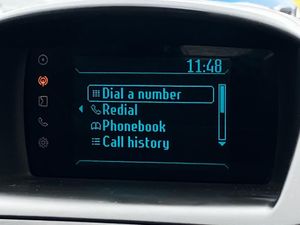 11:48
Dial a number
Redial
Phonebook
Call history